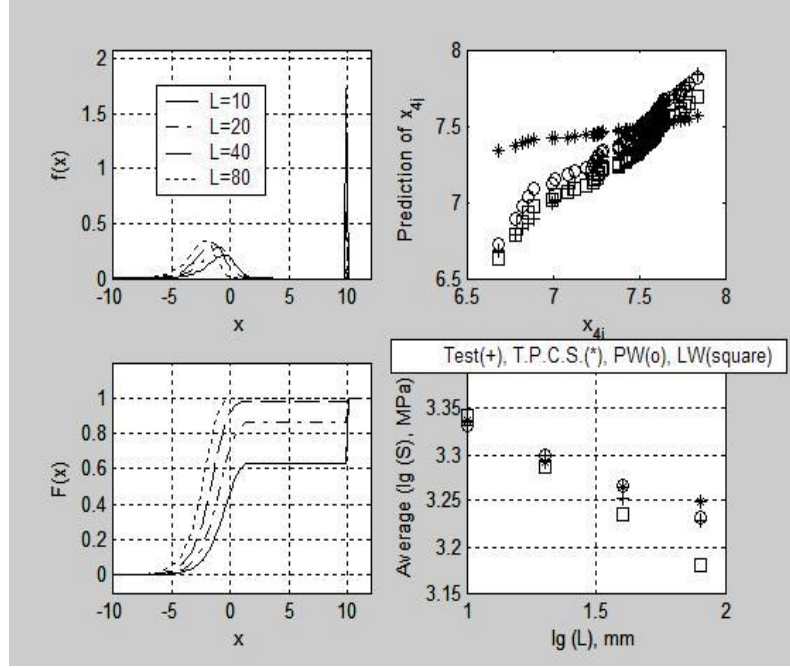 2
1.5
1
0.5
0
f(x)
L=10
L=20
L=40
L=80
-10
-5
0
5
10
x
8
7.5
7
6.5
Prediction of x4j
6.5
7
7.5
8
x4j
1
0.8
0.6
0.4
0.2
0
F(x)
-10
-5
0
5
10
x
Test(+), T.P.C.S.(*), PW(o), LW(square)
3.35
3.3
3.25
3.2
3.15
Average (lg (S), MPa)
1
1.5
2
lg (L), mm